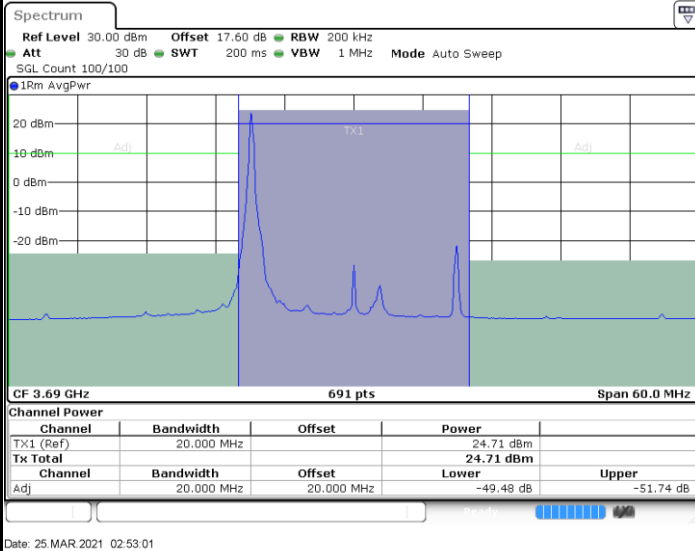 Spectrum
Ref Level 30.00 dBm Offset 17.60 dB RBW 200 kHz
Att 30 dB SWT 200 ms VBW 1 MHz Mode Auto Sweep
SGL Count 100/100
1Rm AvgPwr
20 dBm
TX1
Adj
Adj
10 dBm
0 dBm
-10 dBm
-20 dBm
CF 3.69 GHz 691 pts Span 60.0 MHz
Channel Power
Channel Bandwidth Offset Power
TX1 (Ref) 20.000 MHz 24.71 dBm
Tx Total 24.71 dBm
Channel Bandwidth Offset Lower Upper
Adj 20.000 MHz 20.000 MHz -49.48 dB -51.74 dB
Ready
Date: 25.MAR.2021 02:53:01